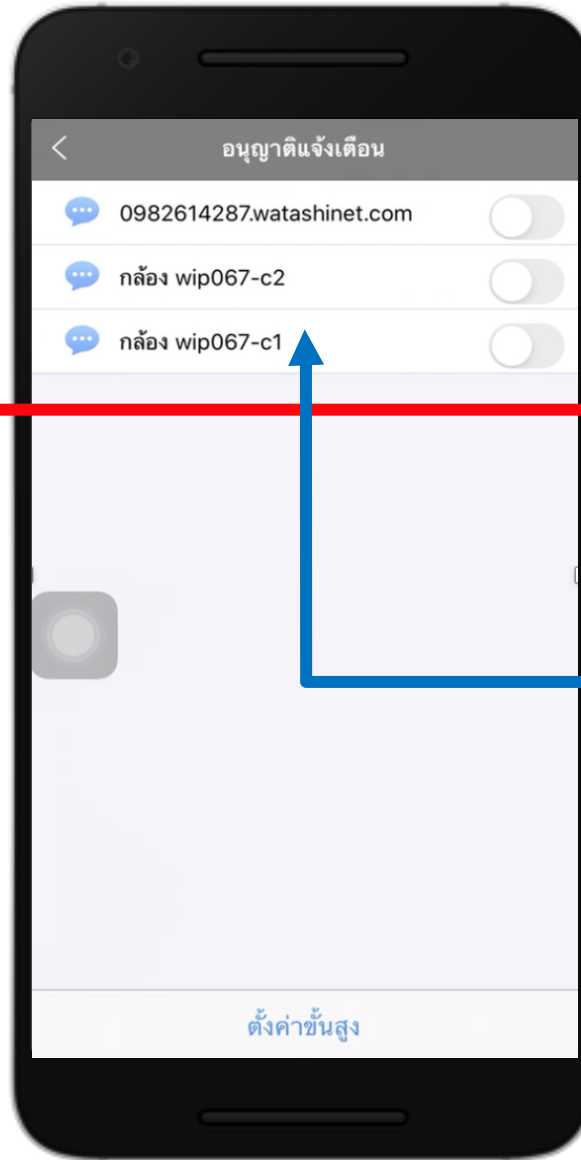 อนุญาติแจ้งเตือน
0982614287.watashinet.com
กล้อง wip067-c2
กล้อง wip067-c1
ตั้งค่าขั้นสูง